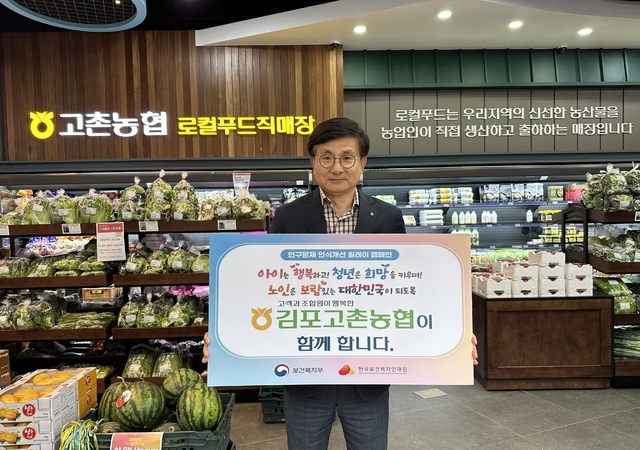 고촌농협 로컬푸드직매장
로컬푸드는 우리지역의 신선한 농산물을
농업인이 직접 생산하고 출하하는 매장입니다
인구문제 인식개선 릴레이 캠페인
아이는 행복하고! 청년은 희망을 키우며!
노인은 보람있는 대한민국이 되도록
고객과 조합원이 행복한
김포고촌농협이
함께 합니다.
보건복지부
한국보건복지인재원